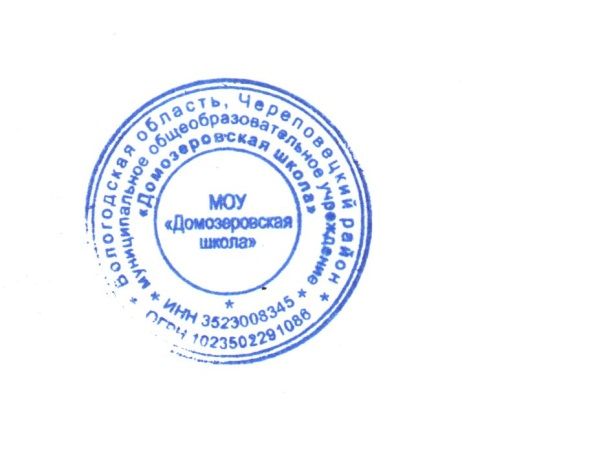 * Вологодская область, Череповецкий район *
* муниципальное общеобразовательное учреждение *
«Домозеровская школа»
МОУ
«Домозеровская
школа»
*
ИНН 3523008345
ОГРН 1023502291086